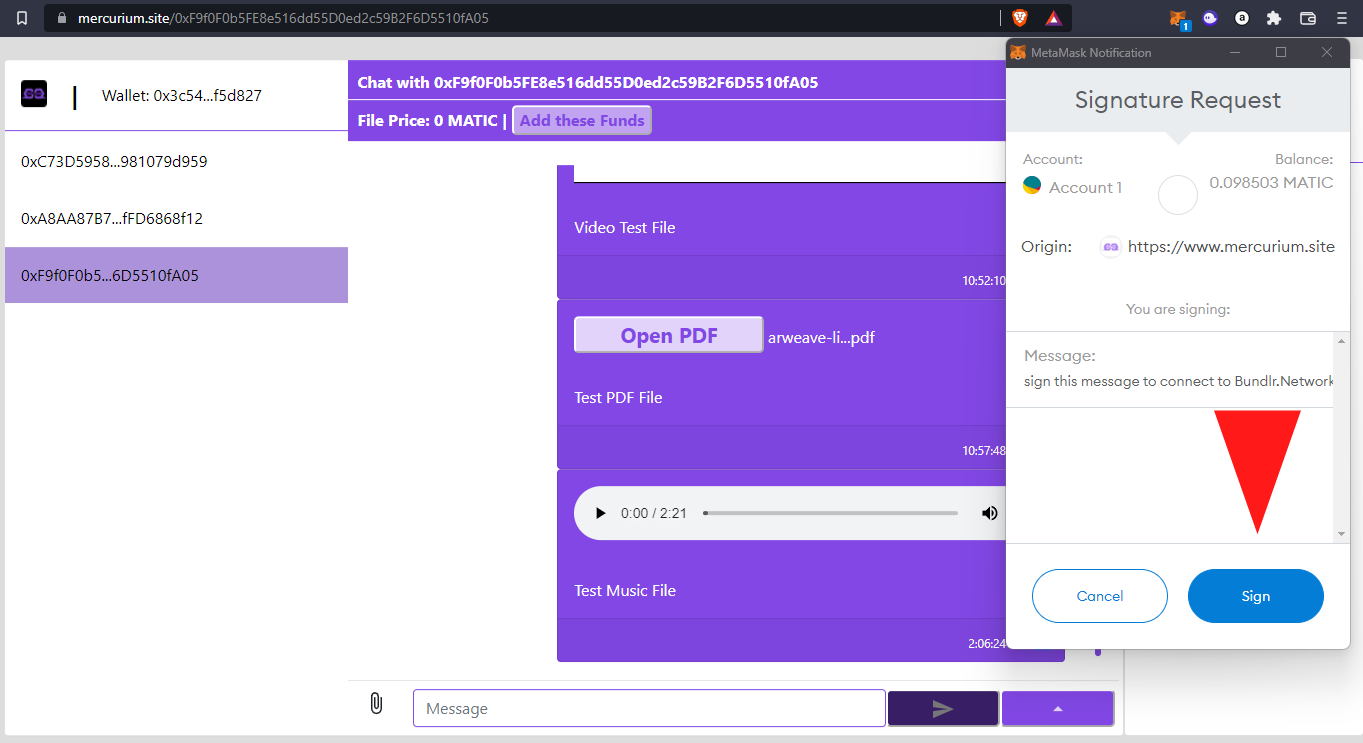 mercurium.site/0xF9f0F0b5FE8e516dd55D0ed2c59B2F6D5510fA05
1
a
MetaMask Notification
Signature Request
Account:
Balance:
Account 1
0.098503 MATIC
Origin:
https://www.mercurium.site
You are signing:
Message:
sign this message to connect to Bundlr.Network
Cancel
Sign
Wallet: 0x3c54...f5d827
0xC73D5958...981079d959
0xA8AA87B7...fFD6868f12
0xF9f0F0b5...6D5510fA05
Chat with 0xF9f0F0b5FE8e516dd55D0ed2c59B2F6D5510fA05
File Price: 0 MATIC | Add these Funds
Video Test File
10:52:10
Open PDF arweave-li...pdf
Test PDF File
10:57:48
0:00 / 2:21
Test Music File
2:06:24
Message